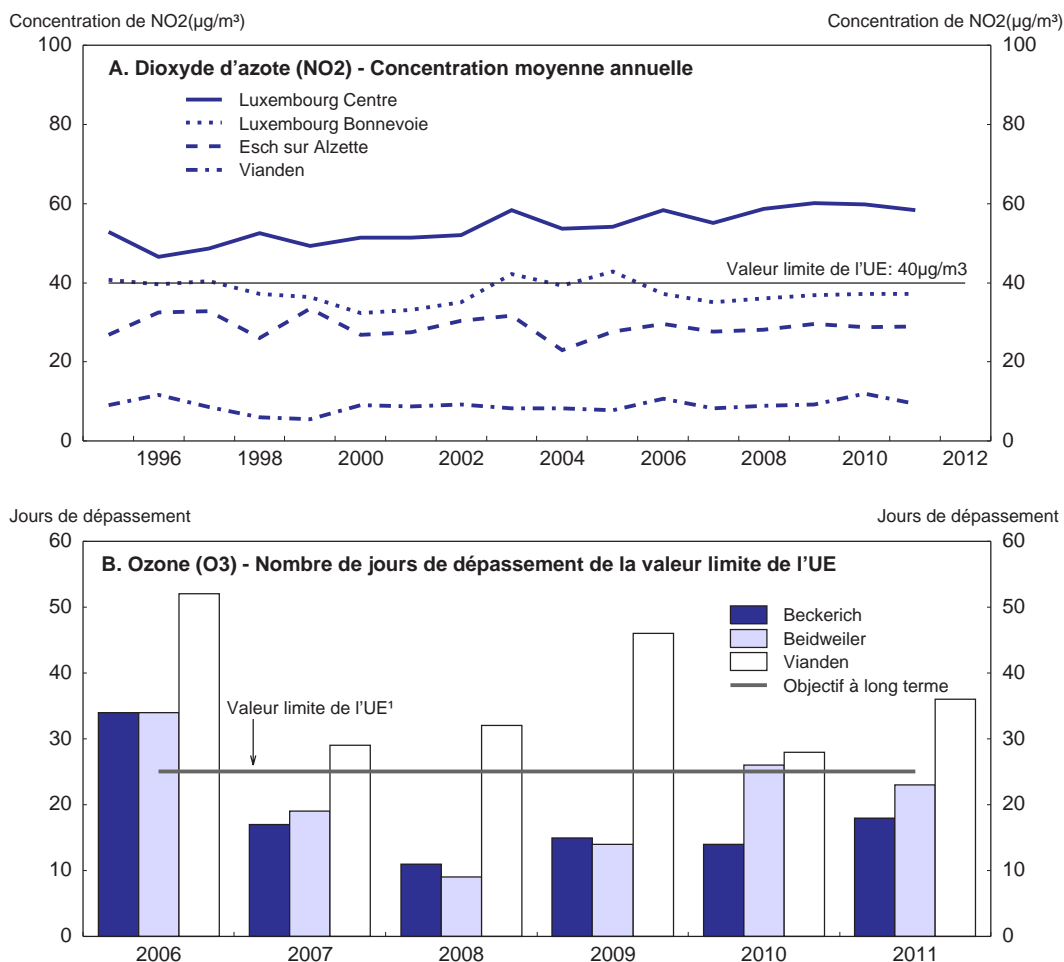 Concentration de NO2(µg/m³) Concentration de NO2(µg/m³)
100 100
A. Dioxyde d'azote (NO2) - Concentration moyenne annuelle
Luxembourg Centre
Luxembourg Bonnevoie
Esch sur Alzette
Vianden
80 80
60 60
Valeur limite de l'UE: 40µg/m3
40 40
20 20
0 0
1996 1998 2000 2002 2004 2006 2008 2010 2012
Jours de dépassement Jours de dépassement
60 60
B. Ozone (O3) - Nombre de jours de dépassement de la valeur limite de l'UE
50 50
Beckerich
Beidweiler
Vianden
Objectif à long terme
40 40
Valeur limite de l'UE¹
30 30
20 20
10 10
0 0
2006 2007 2008 2009 2010 2011